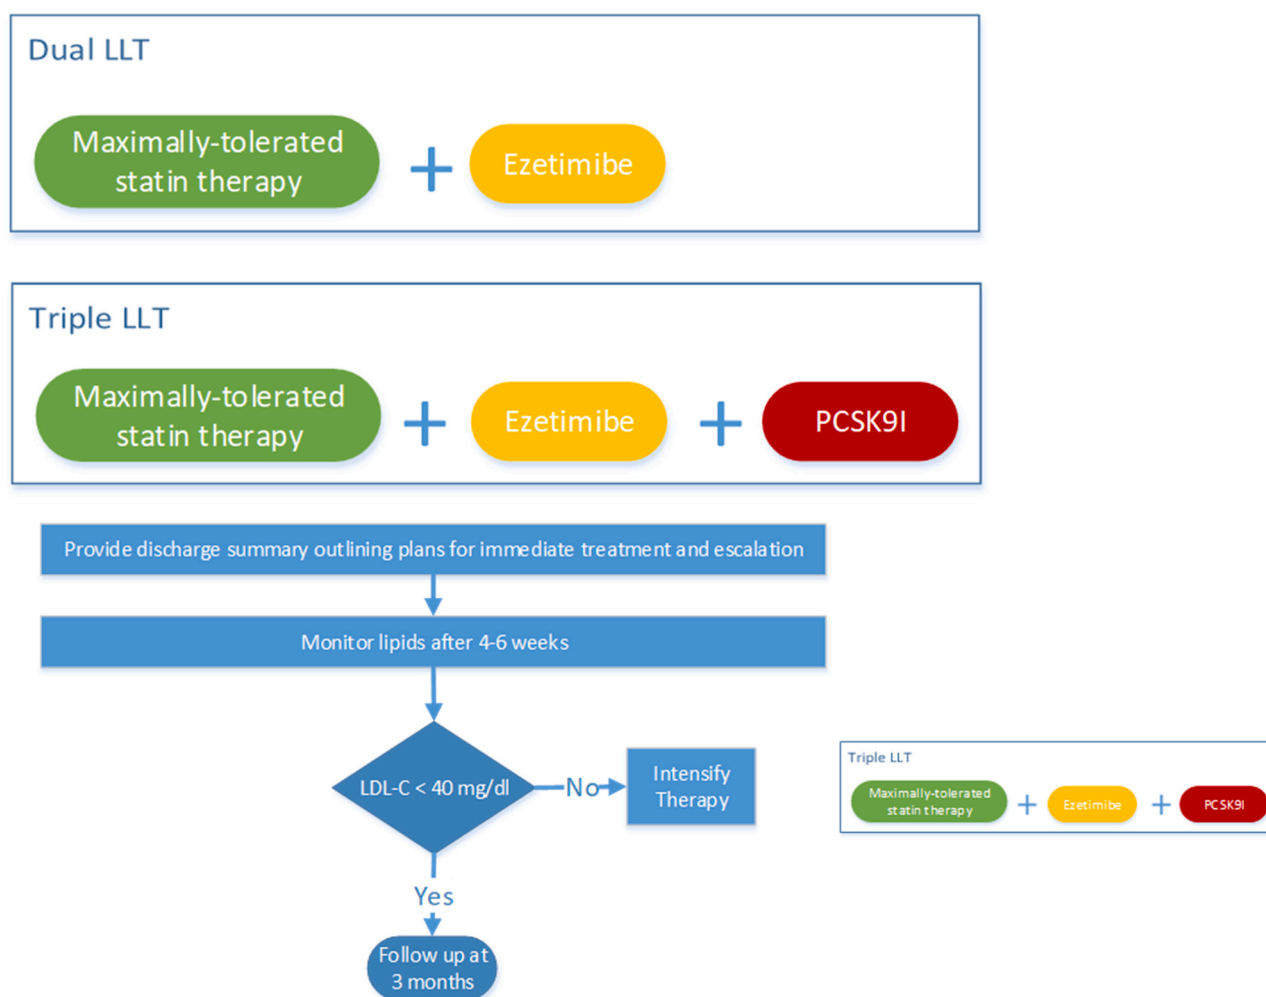 Dual LLT
Maximally-tolerated
statin therapy
+
Ezetimibe
Triple LLT
Maximally-tolerated
statin therapy
+
Ezetimibe
+
PCSK9I
Provide discharge summary outlining plans for immediate treatment and escalation
Monitor lipids after 4-6 weeks
LDL-C < 40 mg/dl
No
Intensify
Therapy
Triple LLT
Maximally-tolerated
statin therapy
+
Ezetimibe
+
PCSK9I
Yes
Follow up at
3 months